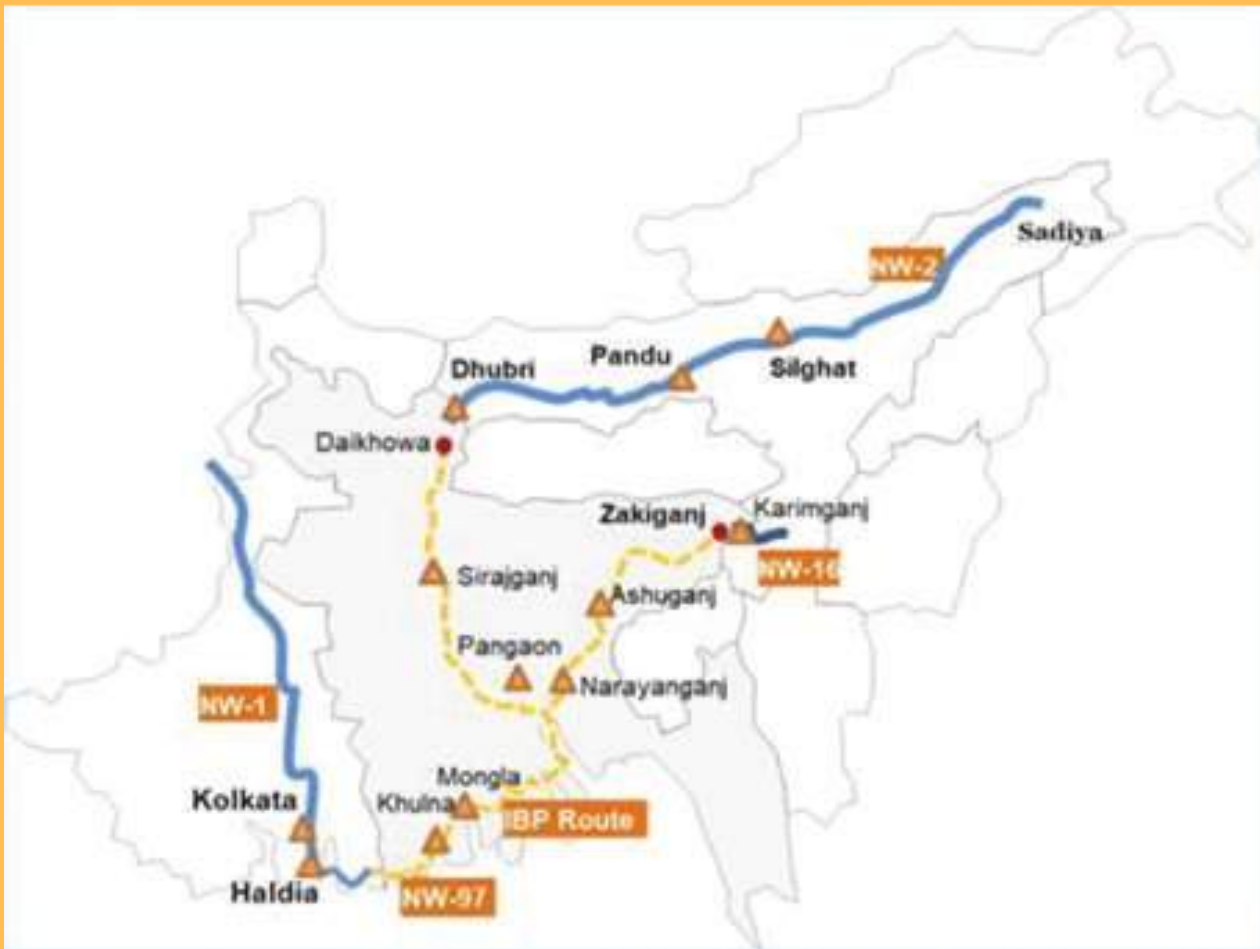 Sadiya
NW-2
Pandu
Silghat
Dhubri
Daikhowa
Zakiganj
Karimganj
NW-16
Sirajganj
Ashuganj
Pangaon
Narayanganj
NW-1
Mongla
Kolkata
Khulna
IBP Route
Haldia
NW-97